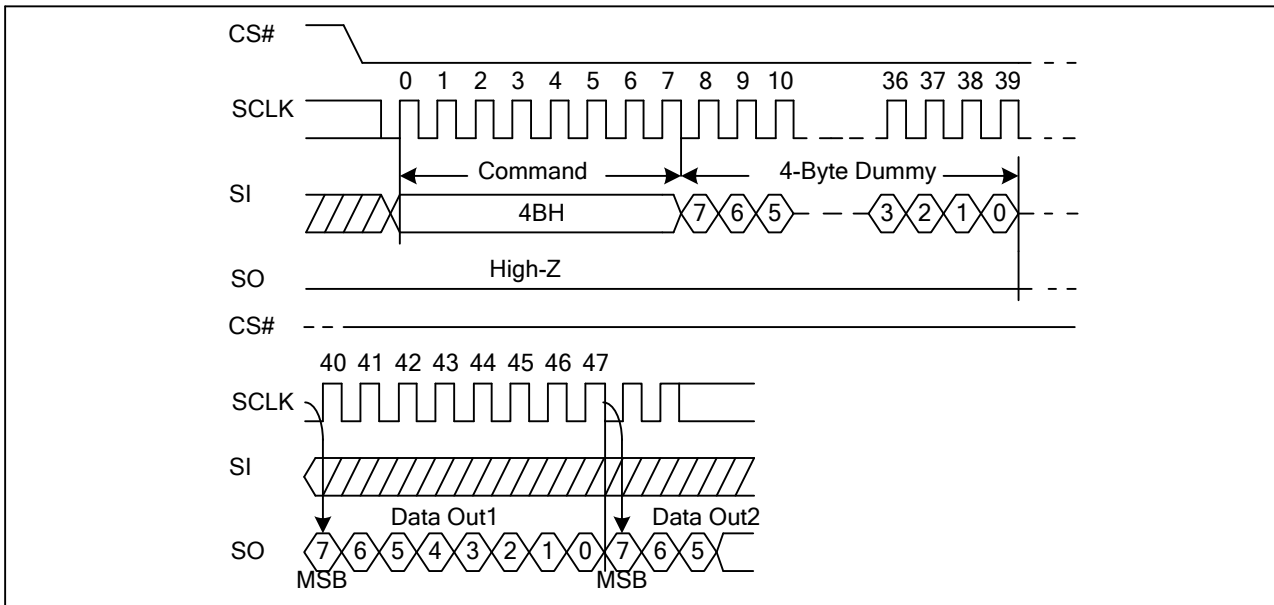 CS#
0 1 2 3 4 5 6 7 8 9 10 36 37 38 39
SCLK
Command 4-Byte Dummy
SI
4BH 7 6 5 3 2 1 0
High-Z
SO
CS#
40 41 42 43 44 45 46 47
SCLK
SI
Data Out1 Data Out2
SO 7 6 5 4 3 2 1 0 7 6 5
MSB MSB